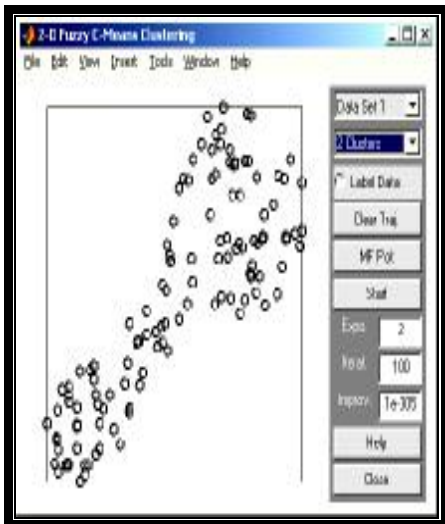 2-D Fuzzy C-Means Clustering
File Edit View Insert Tools Window Help
Data Set 1
2 Clusters
Label Data
Clear Traj
MF Plot
Start
Expo. 2
Iterat. 100
Improv. 1e-005
Help
Close